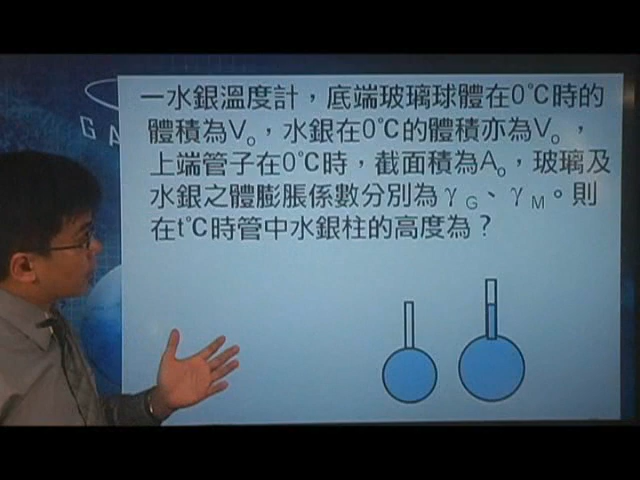 一水銀溫度計，底端玻璃球體在0℃時的
體積為V₀，水銀在0℃的體積亦為V₀，
上端管子在0℃時，截面積為A₀，玻璃及
水銀之體膨脹係數分別為γG、γM。則
在t℃時管中水銀柱的高度為？